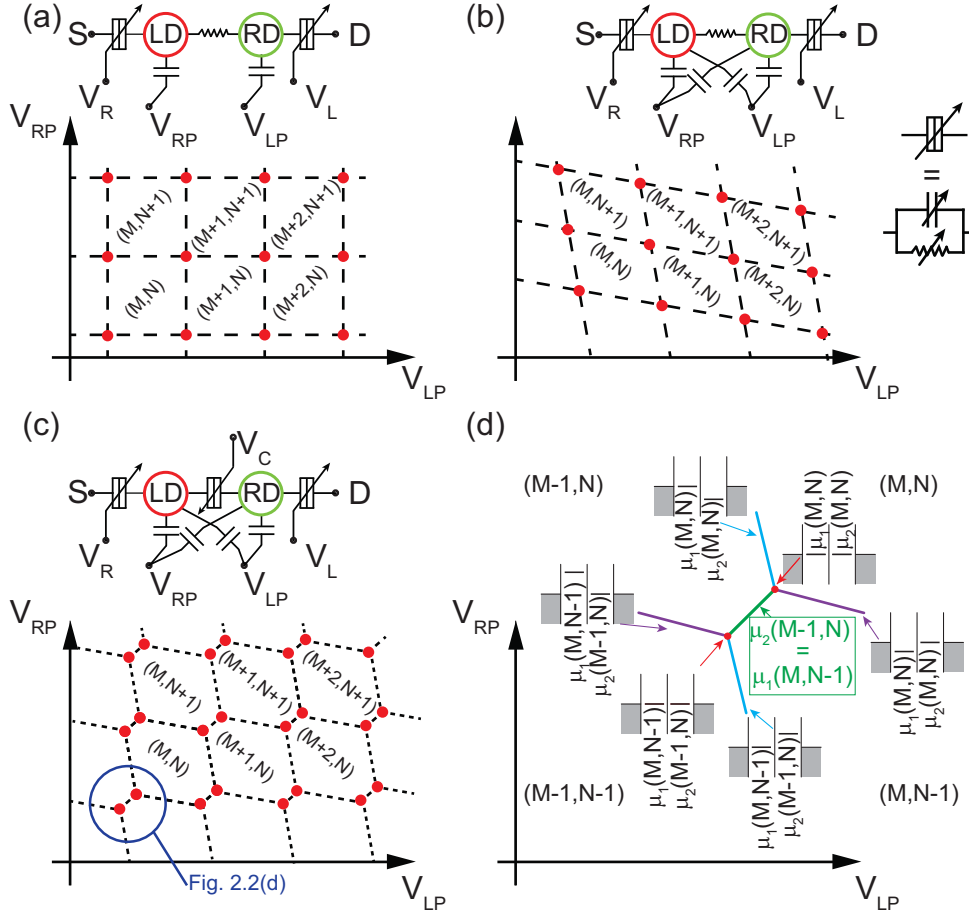 (a)
S LD RD D
V_R V_RP V_LP V_L
V_RP
(M,N+1) (M+1,N+1) (M+2,N+1)
(M,N) (M+1,N) (M+2,N)
V_LP
(b)
S LD RD D
V_R V_RP V_LP V_L
V_RP
(M,N+1) (M+1,N+1) (M+2,N+1)
(M,N) (M+1,N) (M+2,N)
V_LP
=
(c)
V_C
S LD RD D
V_R V_RP V_LP V_L
V_RP
(M,N+1) (M+1,N+1) (M+2,N+1)
(M,N) (M+1,N) (M+2,N)
Fig. 2.2(d)
V_LP
(d)
(M-1,N)
μ₁(M,N)
μ₂(M,N)
μ₁(M,N)
μ₂(M,N)
(M,N)
V_RP
μ₁(M,N-1)
μ₂(M-1,N)
μ₂(M-1,N)
=
μ₁(M,N-1)
μ₁(M,N)
μ₂(M,N)
μ₁(M,N-1)
μ₂(M-1,N)
μ₁(M,N-1)
μ₂(M-1,N)
(M-1,N-1)
(M,N-1)
V_LP